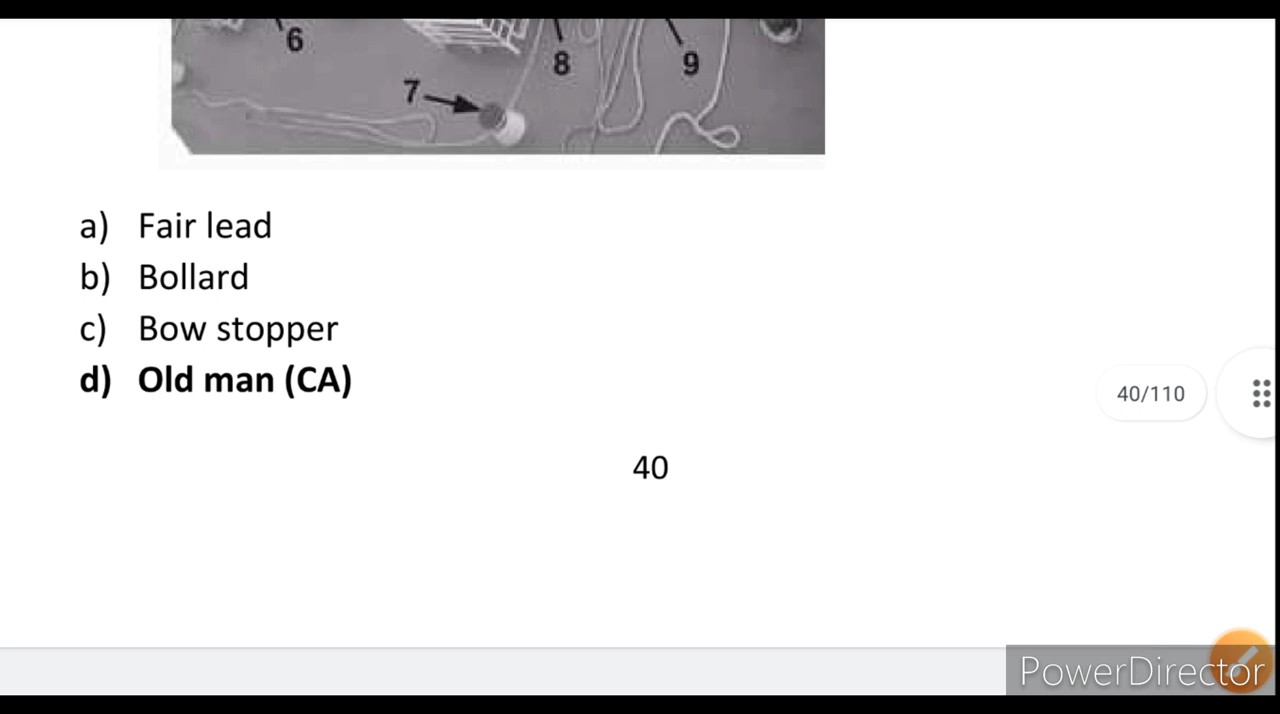 6
8
9
7
a) Fair lead
b) Bollard
c) Bow stopper
d) Old man (CA)
40/110
40
PowerDirector